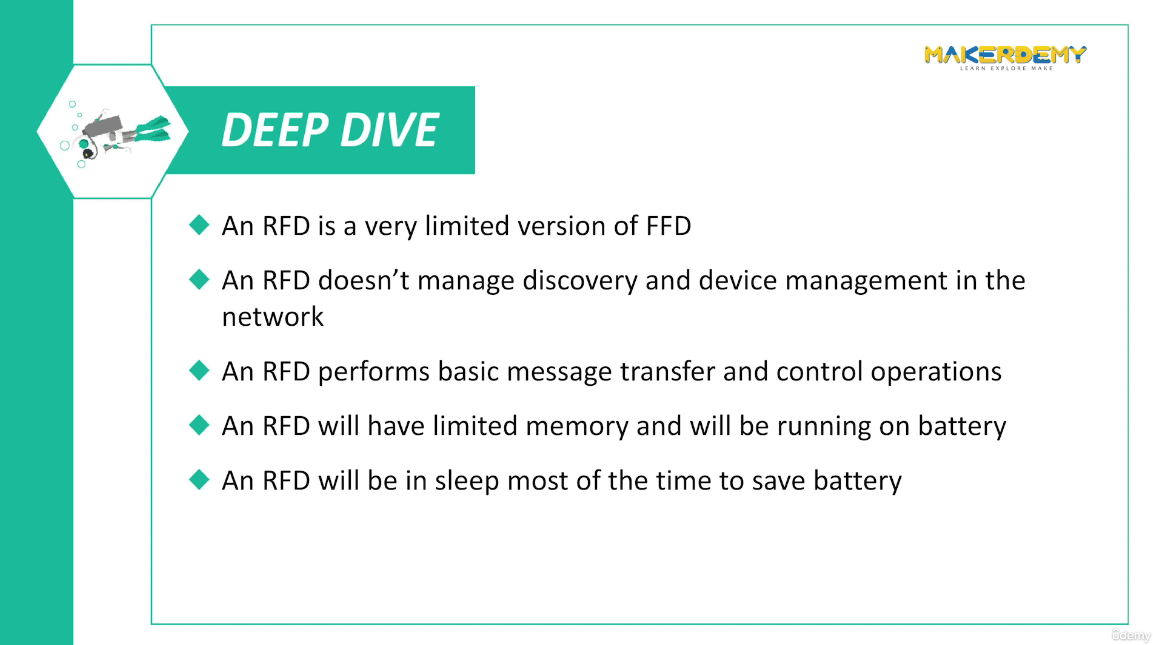 MAKERDEMY
LEARN EXPLORE MAKE
DEEP DIVE
An RFD is a very limited version of FFD
An RFD doesn’t manage discovery and device management in the
network
An RFD performs basic message transfer and control operations
An RFD will have limited memory and will be running on battery
An RFD will be in sleep most of the time to save battery
ûdemy